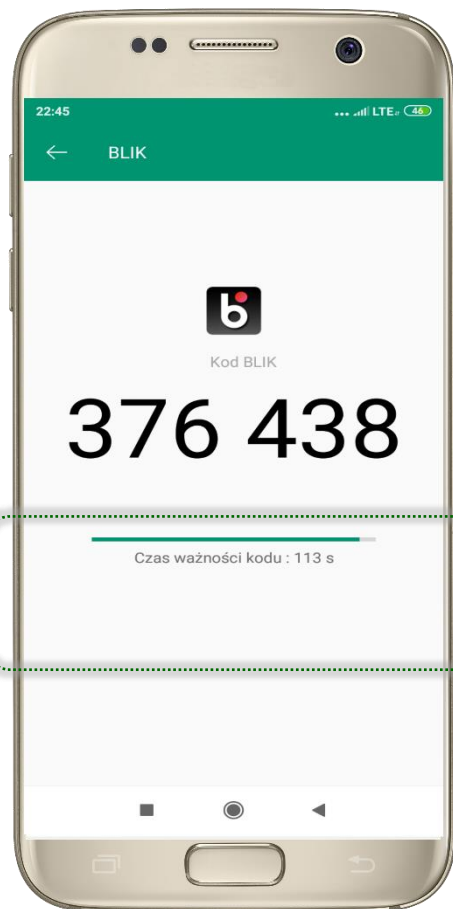 22:45
LTE 46
BLIK
b
Kod BLIK
376 438
Czas ważności kodu : 113 s